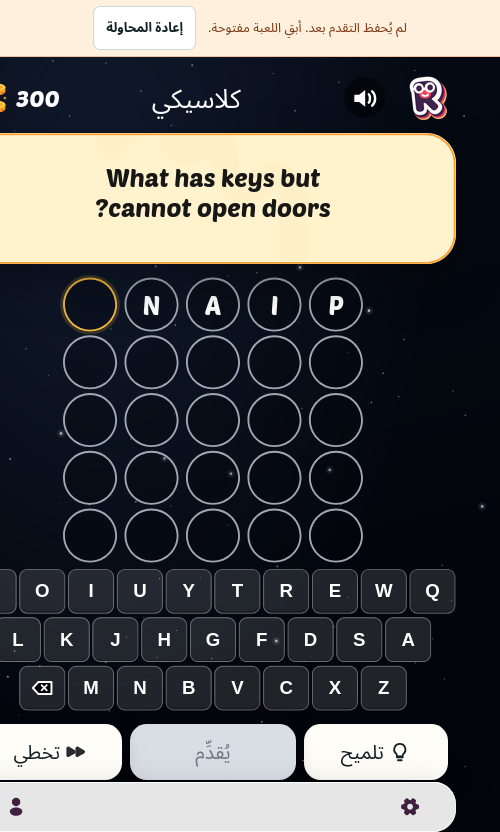 لم يُحفظ التقدم بعد. أبقِ اللعبة مفتوحة. إعادة المحاولة
كلاسيكي 300
What has keys but
cannot open doors?
P I A N
Q W E R T Y U I O
A S D F G H J K L
Z X C V B N M
تلميح يُقدِّم تخطي